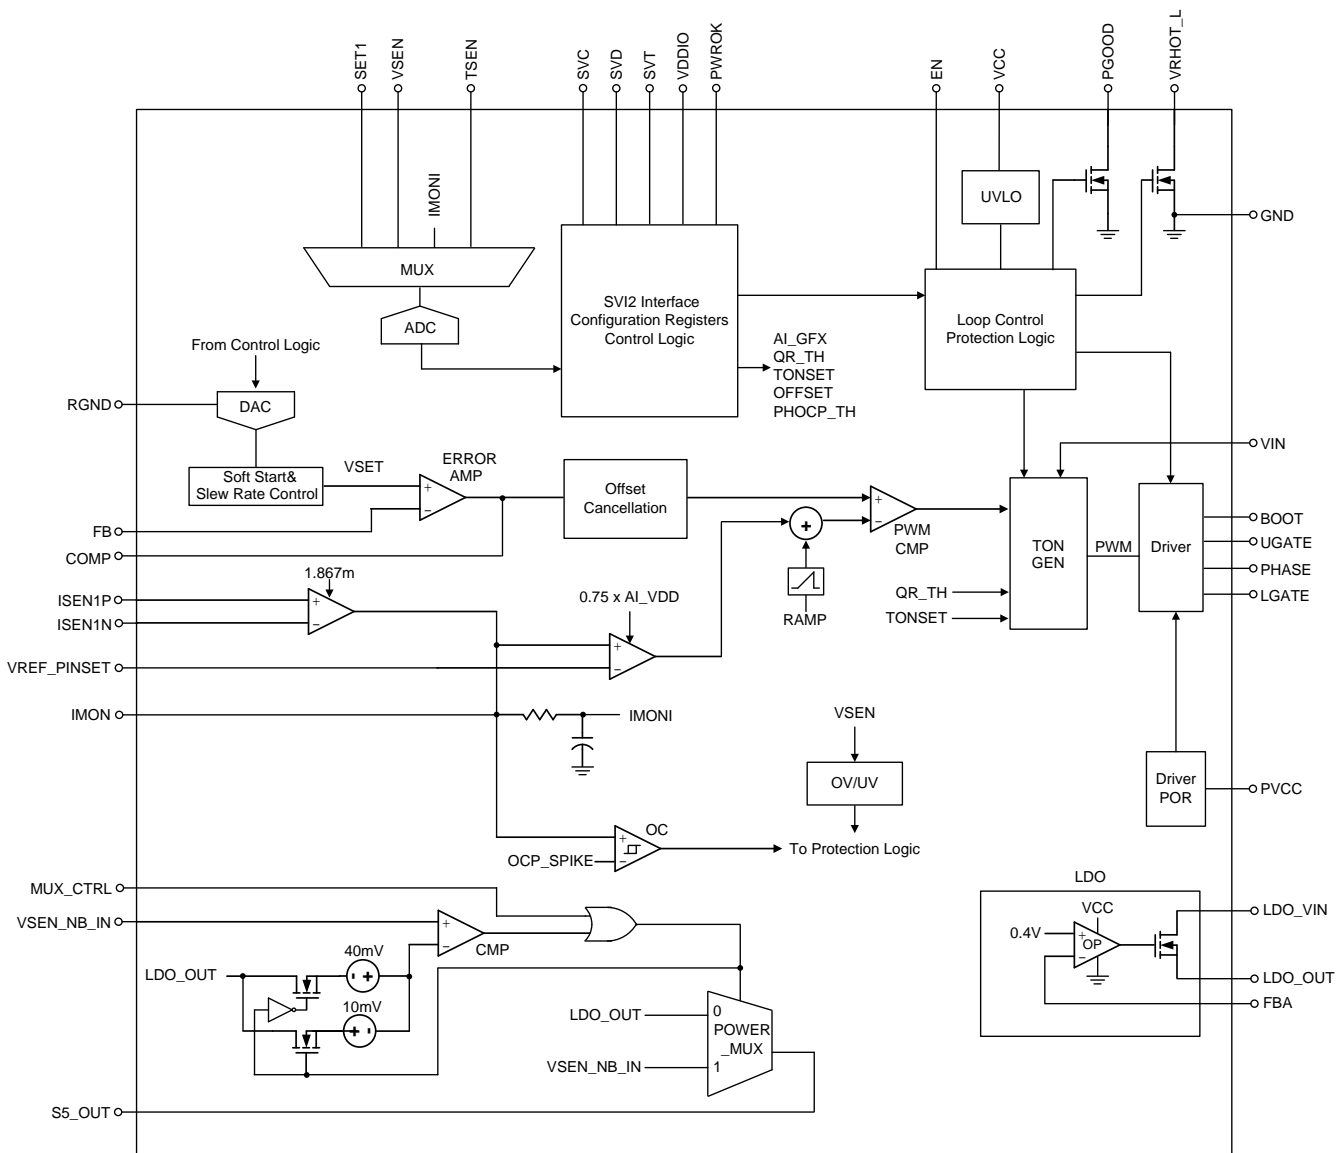 SET1
VSEN
TSEN
SVC
SVD
SVT
VDDIO
PWROK
EN
VCC
PGOOD
VRHOT_L
IMONI
UVLO
GND
MUX
ADC
SVI2 Interface
Configuration Registers
Control Logic
Loop Control
Protection Logic
AI_GFX
QR_TH
TONSET
OFFSET
PHOCP_TH
From Control Logic
RGND
DAC
VIN
Soft Start&
Slew Rate Control
VSET
ERROR
AMP
+
−
Offset
Cancellation
+
−
PWM
CMP
+
RAMP
FB
COMP
TON
GEN
PWM
Driver
BOOT
UGATE
PHASE
LGATE
QR_TH
TONSET
1.867m
ISEN1P
ISEN1N
+
−
0.75 x AI_VDD
+
−
VREF_PINSET
IMON
IMONI
VSEN
OV/UV
Driver
POR
PVCC
OC
+
−
OCP_SPIKE
To Protection Logic
MUX_CTRL
VSEN_NB_IN
+
−
CMP
LDO_OUT
40mV
- +
10mV
+ -
LDO_OUT
0
POWER
_MUX
VSEN_NB_IN
1
S5_OUT
LDO
VCC
0.4V
+
OP
−
LDO_VIN
LDO_OUT
FBA